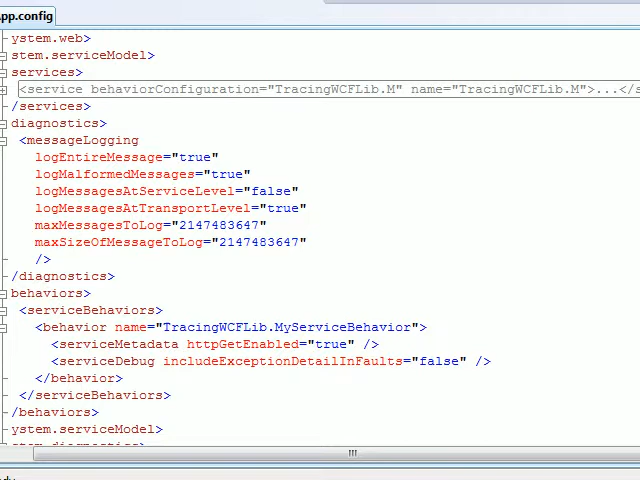 pp.config
ystem.web>
stem.serviceModel>
services>
<service behaviorConfiguration="TracingWCFLib.M" name="TracingWCFLib.M">...</s
/services>
diagnostics>
<messageLogging
logEntireMessage="true"
logMalformedMessages="true"
logMessagesAtServiceLevel="false"
logMessagesAtTransportLevel="true"
maxMessagesToLog="2147483647"
maxSizeOfMessageToLog="2147483647"
/>
/diagnostics>
behaviors>
<serviceBehaviors>
<behavior name="TracingWCFLib.MyServiceBehavior">
<serviceMetadata httpGetEnabled="true" />
<serviceDebug includeExceptionDetailInFaults="false" />
</behavior>
</serviceBehaviors>
/behaviors>
ystem.serviceModel>
stem.diagnostics>